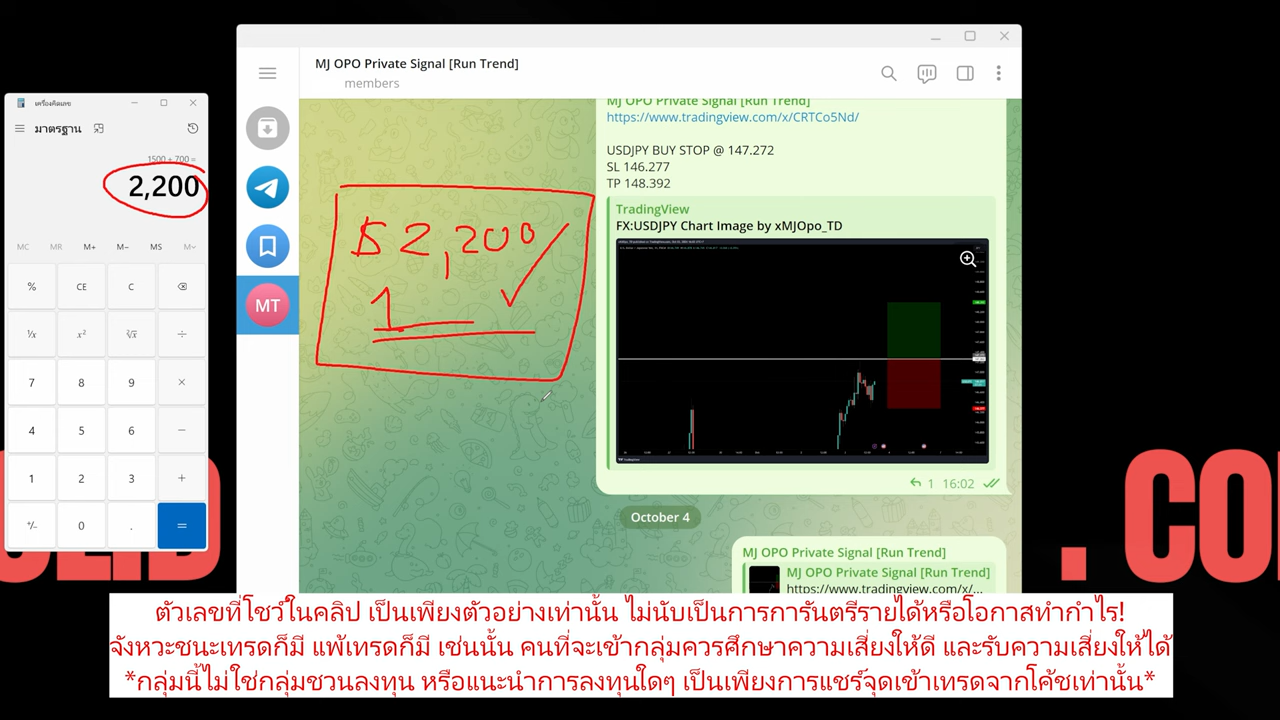 MJ OPO Private Signal [Run Trend]
members
เครื่องคิดเลข
มาตรฐาน
1500 + 700 =
2,200
MC MR M+ M− MS
% CE C
¹/x x² ²√x ÷
7 8 9 ×
4 5 6 −
1 2 3 +
+/− 0 . =
MT
$2,200
1
MJ OPO Private Signal [Run Trend]
https://www.tradingview.com/x/CRTCo5Nd/
USDJPY BUY STOP @ 147.272
SL 146.277
TP 148.392
TradingView
FX:USDJPY Chart Image by xMJOpo_TD
1 16:02
October 4
MJ OPO Private Signal [Run Trend]
MJ OPO Private Signal [Run Trend]
https://www.tradingview.com/x/...
. CO
ตัวเลขที่โชว์ในคลิป เป็นเพียงตัวอย่างเท่านั้น ไม่นับเป็นการการันตรีรายได้หรือโอกาสทำกำไร!
จังหวะชนะเทรดก็มี แพ้เทรดก็มี เช่นนั้น คนที่จะเข้ากลุ่มควรศึกษาความเสี่ยงให้ดี และรับความเสี่ยงให้ได้
*กลุ่มนี้ไม่ใช่กลุ่มชวนลงทุน หรือแนะนำการลงทุนใดๆ เป็นเพียงการแชร์จุดเข้าเทรดจากโค้ชเท่านั้น*